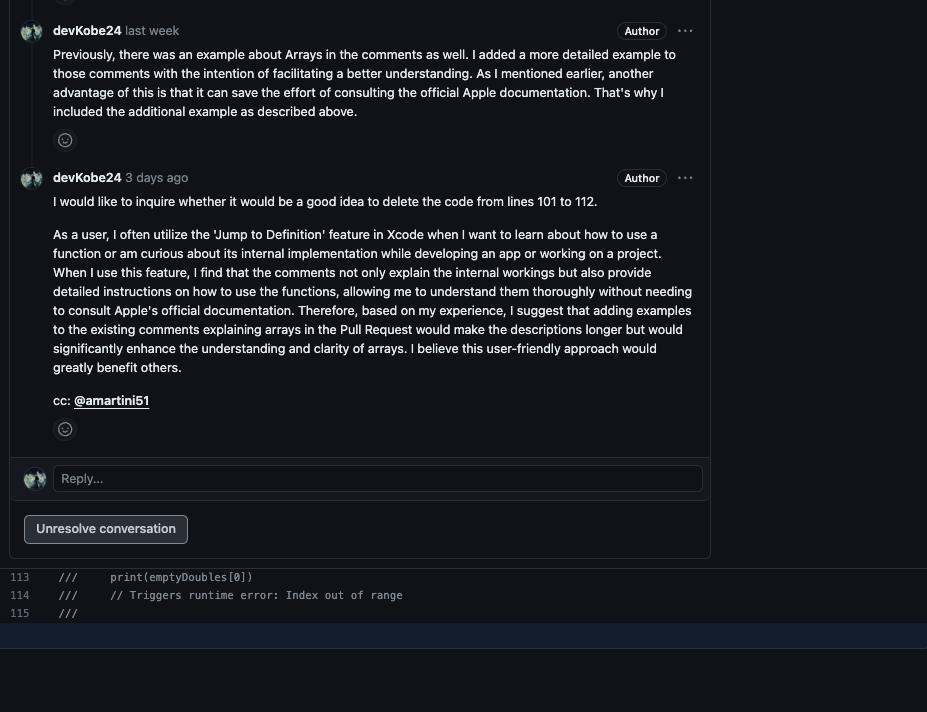 devKobe24 last week Author
Previously, there was an example about Arrays in the comments as well. I added a more detailed example to
those comments with the intention of facilitating a better understanding. As I mentioned earlier, another
advantage of this is that it can save the effort of consulting the official Apple documentation. That's why I
included the additional example as described above.
devKobe24 3 days ago Author
I would like to inquire whether it would be a good idea to delete the code from lines 101 to 112.
As a user, I often utilize the 'Jump to Definition' feature in Xcode when I want to learn about how to use a
function or am curious about its internal implementation while developing an app or working on a project.
When I use this feature, I find that the comments not only explain the internal workings but also provide
detailed instructions on how to use the functions, allowing me to understand them thoroughly without needing
to consult Apple's official documentation. Therefore, based on my experience, I suggest that adding examples
to the existing comments explaining arrays in the Pull Request would make the descriptions longer but would
significantly enhance the understanding and clarity of arrays. I believe this user-friendly approach would
greatly benefit others.
cc: @amartini51
Reply...
Unresolve conversation
113 /// print(emptyDoubles[0])
114 /// // Triggers runtime error: Index out of range
115 ///